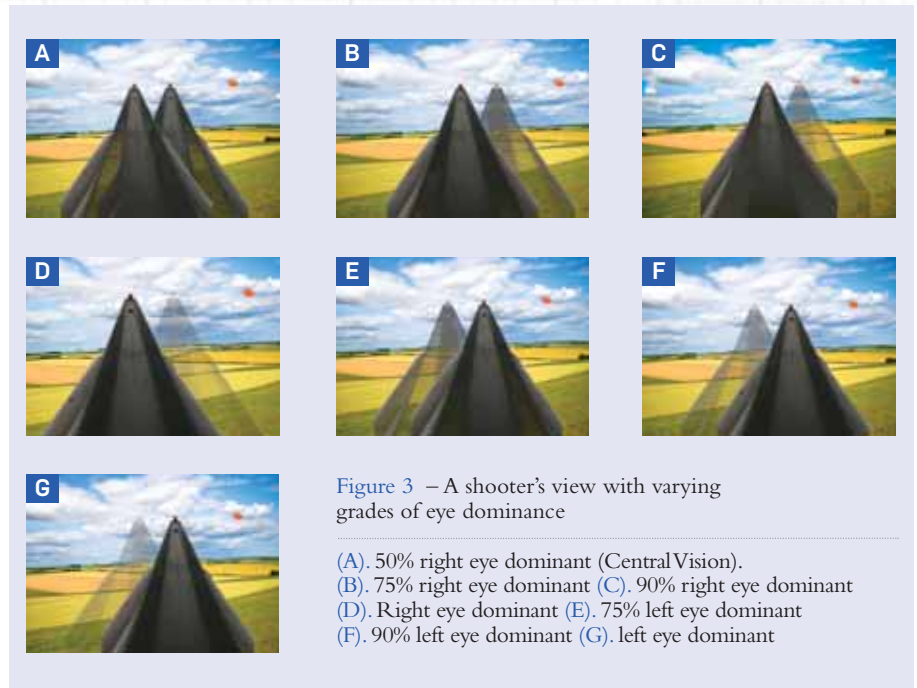 A
B
C
D
E
F
G
Figure 3 – A shooter's view with varying
grades of eye dominance
(A). 50% right eye dominant (Central Vision).
(B). 75% right eye dominant (C). 90% right eye dominant
(D). Right eye dominant (E). 75% left eye dominant
(F). 90% left eye dominant (G). left eye dominant